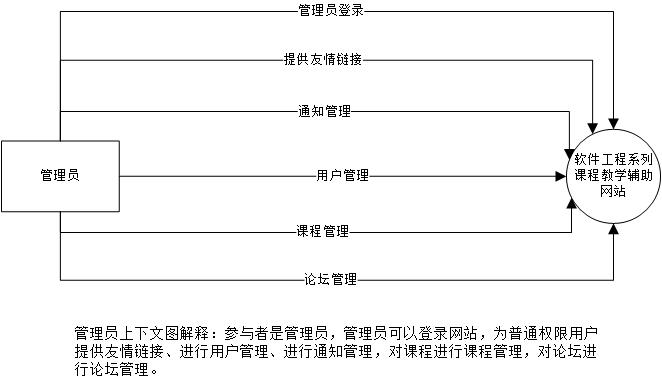 管理员登录
提供友情链接
通知管理
管理员
用户管理
软件工程系列
课程教学辅助
网站
课程管理
论坛管理
管理员上下文图解释：参与者是管理员，管理员可以登录网站，为普通权限用户
提供友情链接、进行用户管理、进行通知管理，对课程进行课程管理，对论坛进
行论坛管理。